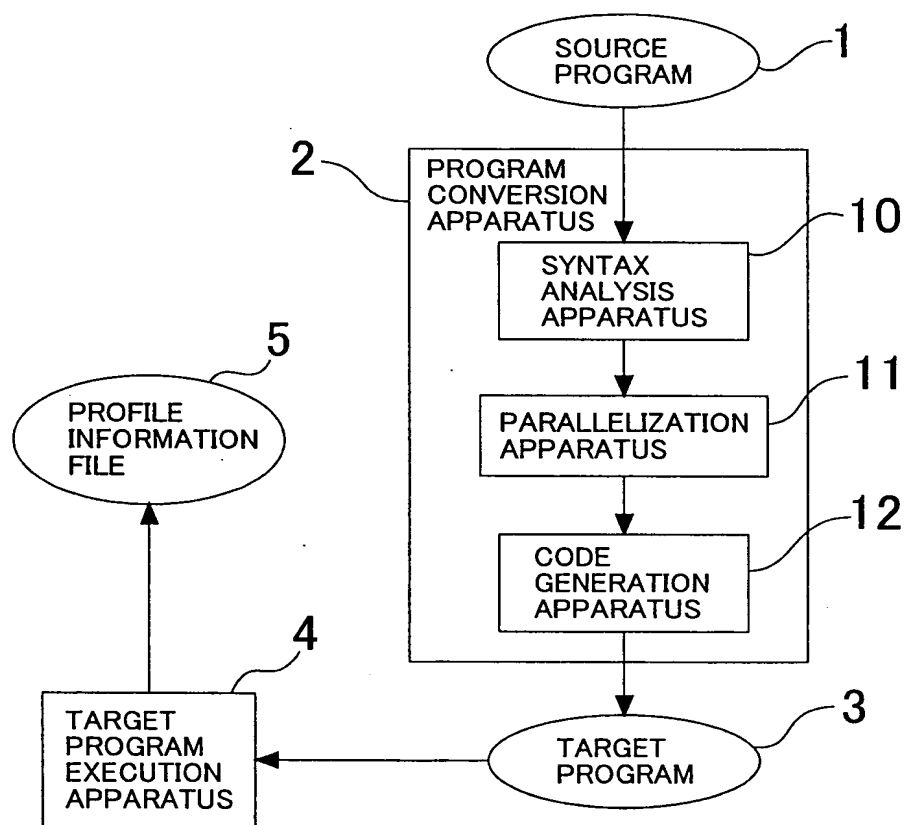 SOURCE
PROGRAM
1
2
PROGRAM
CONVERSION
APPARATUS
10
SYNTAX
ANALYSIS
APPARATUS
5
PROFILE
INFORMATION
FILE
11
PARALLELIZATION
APPARATUS
12
CODE
GENERATION
APPARATUS
4
TARGET
PROGRAM
EXECUTION
APPARATUS
3
TARGET
PROGRAM